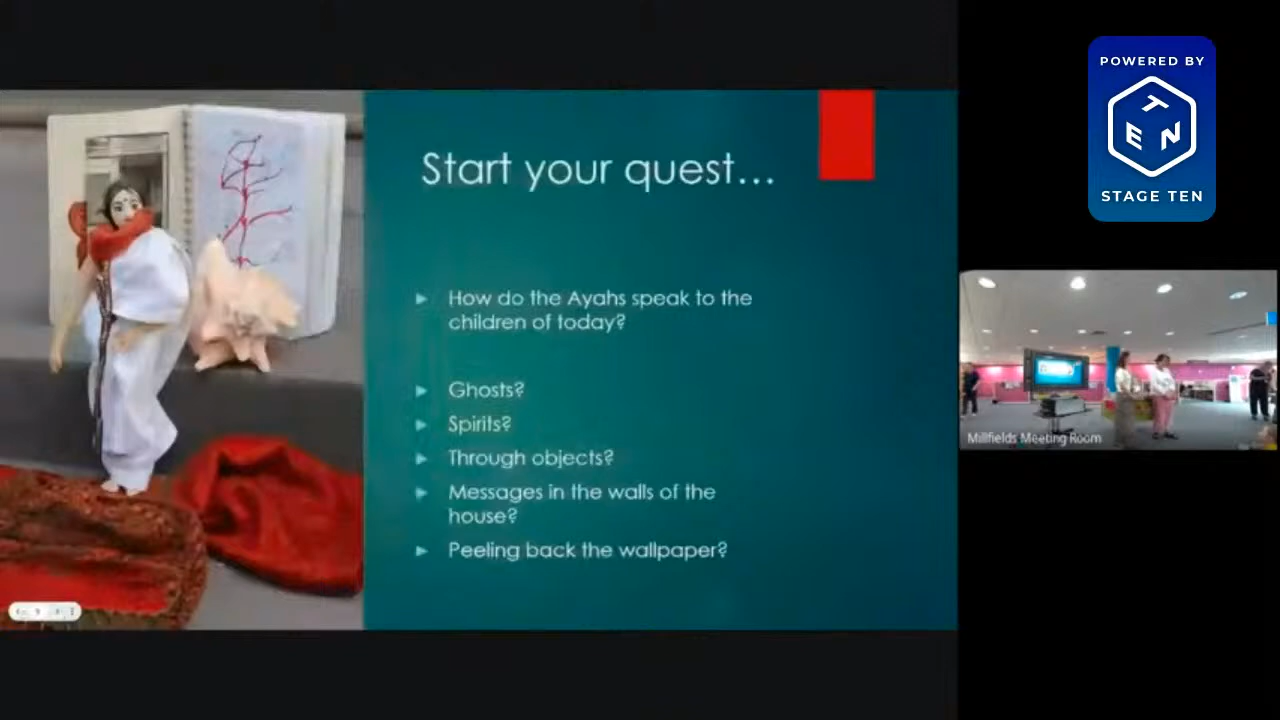 Start your quest...
How do the Ayahs speak to the
children of today?
Ghosts?
Spirits?
Through objects?
Messages in the walls of the
house?
Peeling back the wallpaper?
POWERED BY
TEN
STAGE TEN
Millfields Meeting Room